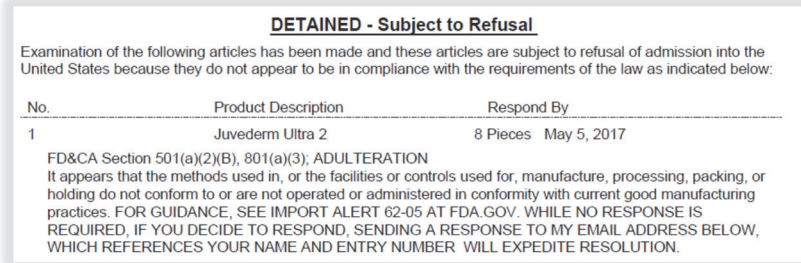 DETAINED - Subject to Refusal
Examination of the following articles has been made and these articles are subject to refusal of admission into the
United States because they do not appear to be in compliance with the requirements of the law as indicated below:
No. Product Description Respond By
1 Juvederm Ultra 2 8 Pieces May 5, 2017
FD&CA Section 501(a)(2)(B), 801(a)(3); ADULTERATION
It appears that the methods used in, or the facilities or controls used for, manufacture, processing, packing, or
holding do not conform to or are not operated or administered in conformity with current good manufacturing
practices. FOR GUIDANCE, SEE IMPORT ALERT 62-05 AT FDA.GOV. WHILE NO RESPONSE IS
REQUIRED, IF YOU DECIDE TO RESPOND, SENDING A RESPONSE TO MY EMAIL ADDRESS BELOW,
WHICH REFERENCES YOUR NAME AND ENTRY NUMBER WILL EXPEDITE RESOLUTION.